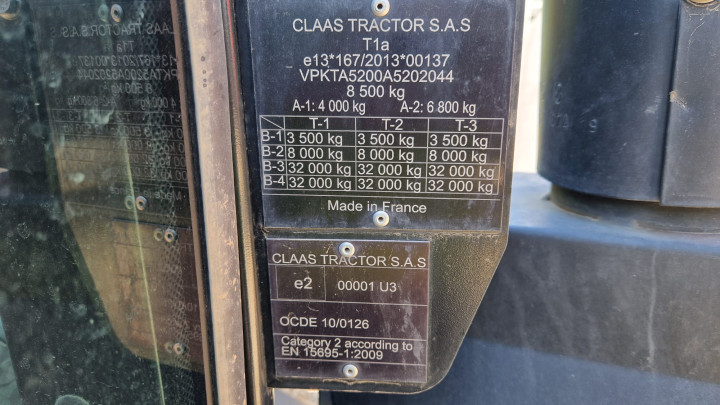 CLAAS TRACTOR S.A.S
T1a
e13*167/2013*00137
VPKTA5200A5202044
8 500 kg
A-1: 4 000 kg A-2: 6 800 kg
T-1 T-2 T-3
B-1 3 500 kg 3 500 kg 3 500 kg
B-2 8 000 kg 8 000 kg 8 000 kg
B-3 32 000 kg 32 000 kg 32 000 kg
B-4 32 000 kg 32 000 kg 32 000 kg
Made in France
CLAAS TRACTOR S.A.S
e2 00001 U3
OCDE 10/0126
Category 2 according to
EN 15695-1:2009